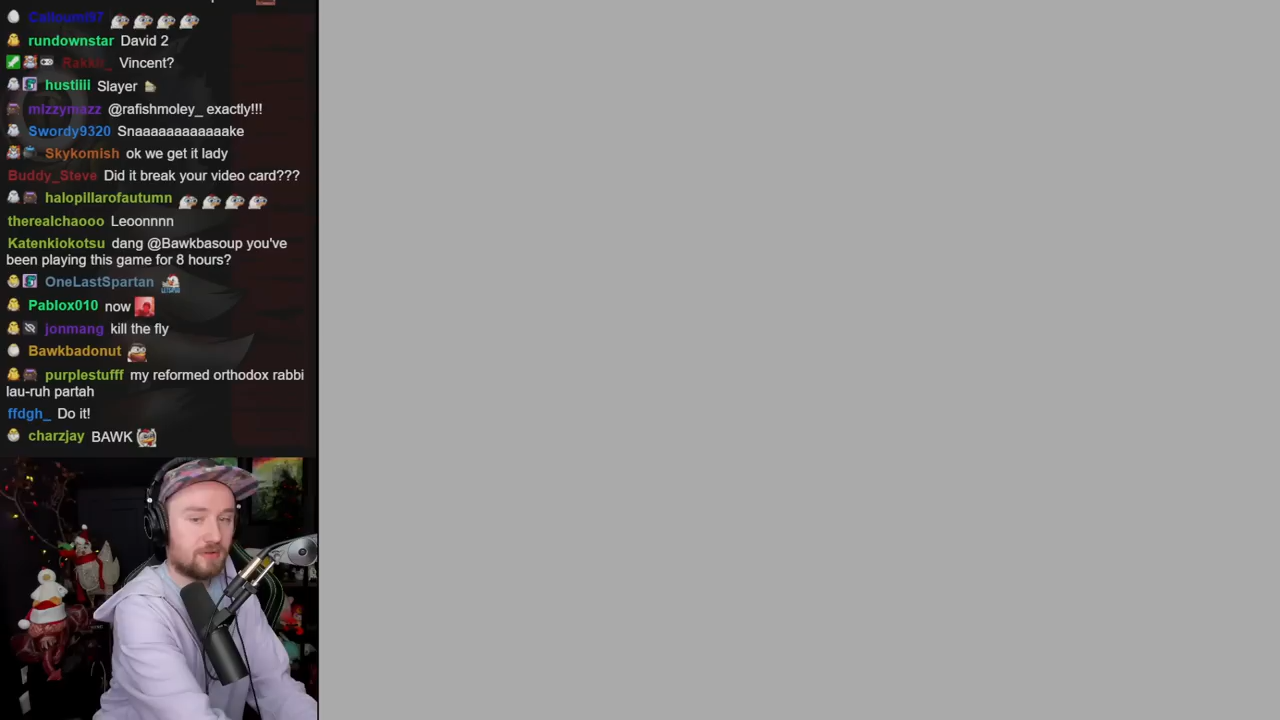 Calloumi97
rundownstar David 2
Rakkii_ Vincent?
hustiiii Slayer
mizzymazz @rafishmoley_ exactly!!!
Swordy9320 Snaaaaaaaaaaaake
Skykomish ok we get it lady
Buddy_Steve Did it break your video card???
halopillarofautumn
therealchaooo Leoonnnn
Katenkiokotsu dang @Bawkbasoup you've
been playing this game for 8 hours?
OneLastSpartan
Pablox010 now
jonmang kill the fly
Bawkbadonut
purplestufff my reformed orthodox rabbi
lau-ruh partah
ffdgh_ Do it!
charzjay BAWK